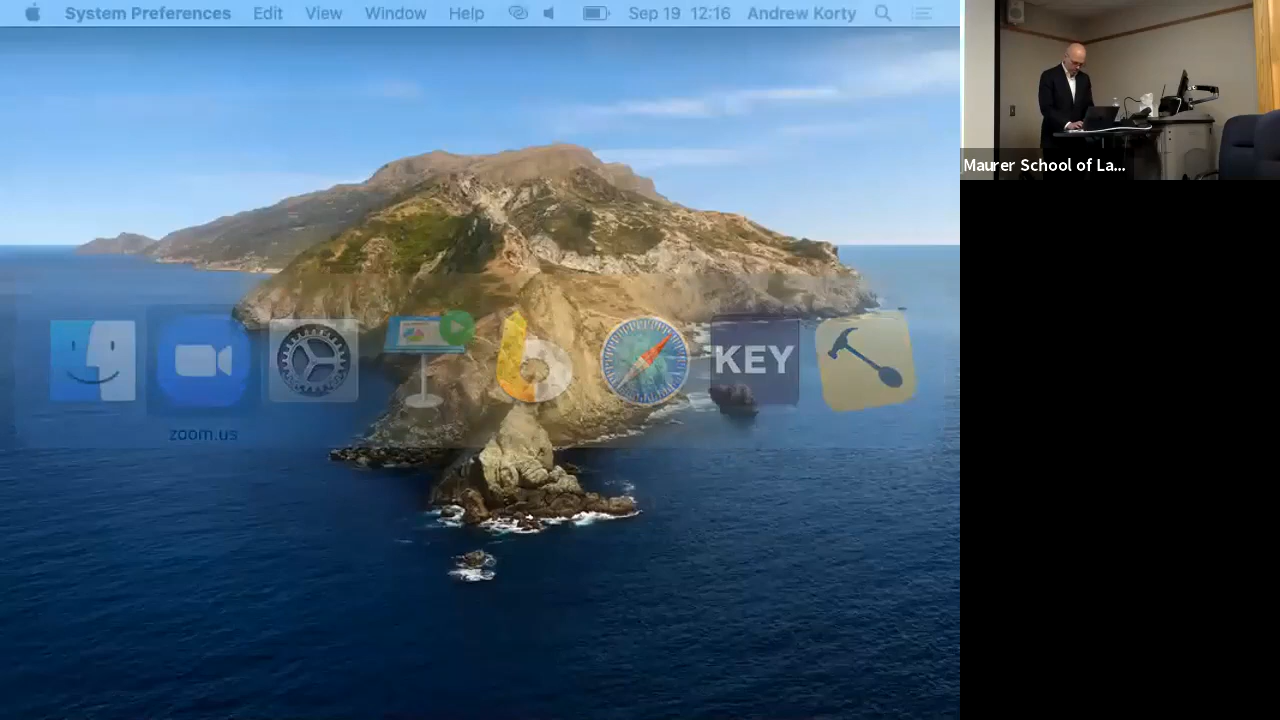 System Preferences Edit View Window Help Sep 19 12:16 Andrew Korty
Maurer School of La...
KEY
zoom.us